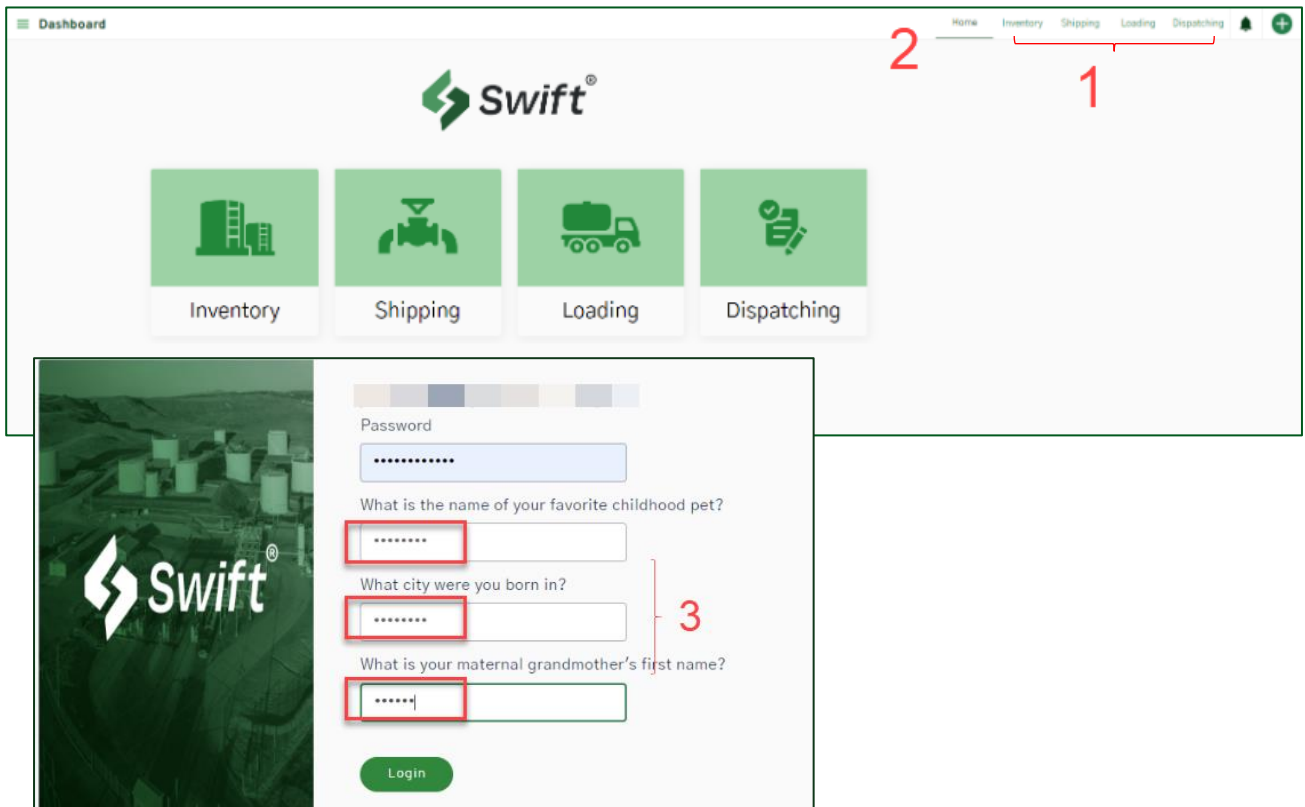 Dashboard
Home Inventory Shipping Loading Dispatching
2
1
Swift®
Inventory Shipping Loading Dispatching
Password
••••••••••••
What is the name of your favorite childhood pet?
••••••••
What city were you born in?
••••••••
3
What is your maternal grandmother's first name?
••••••
Swift®
Login